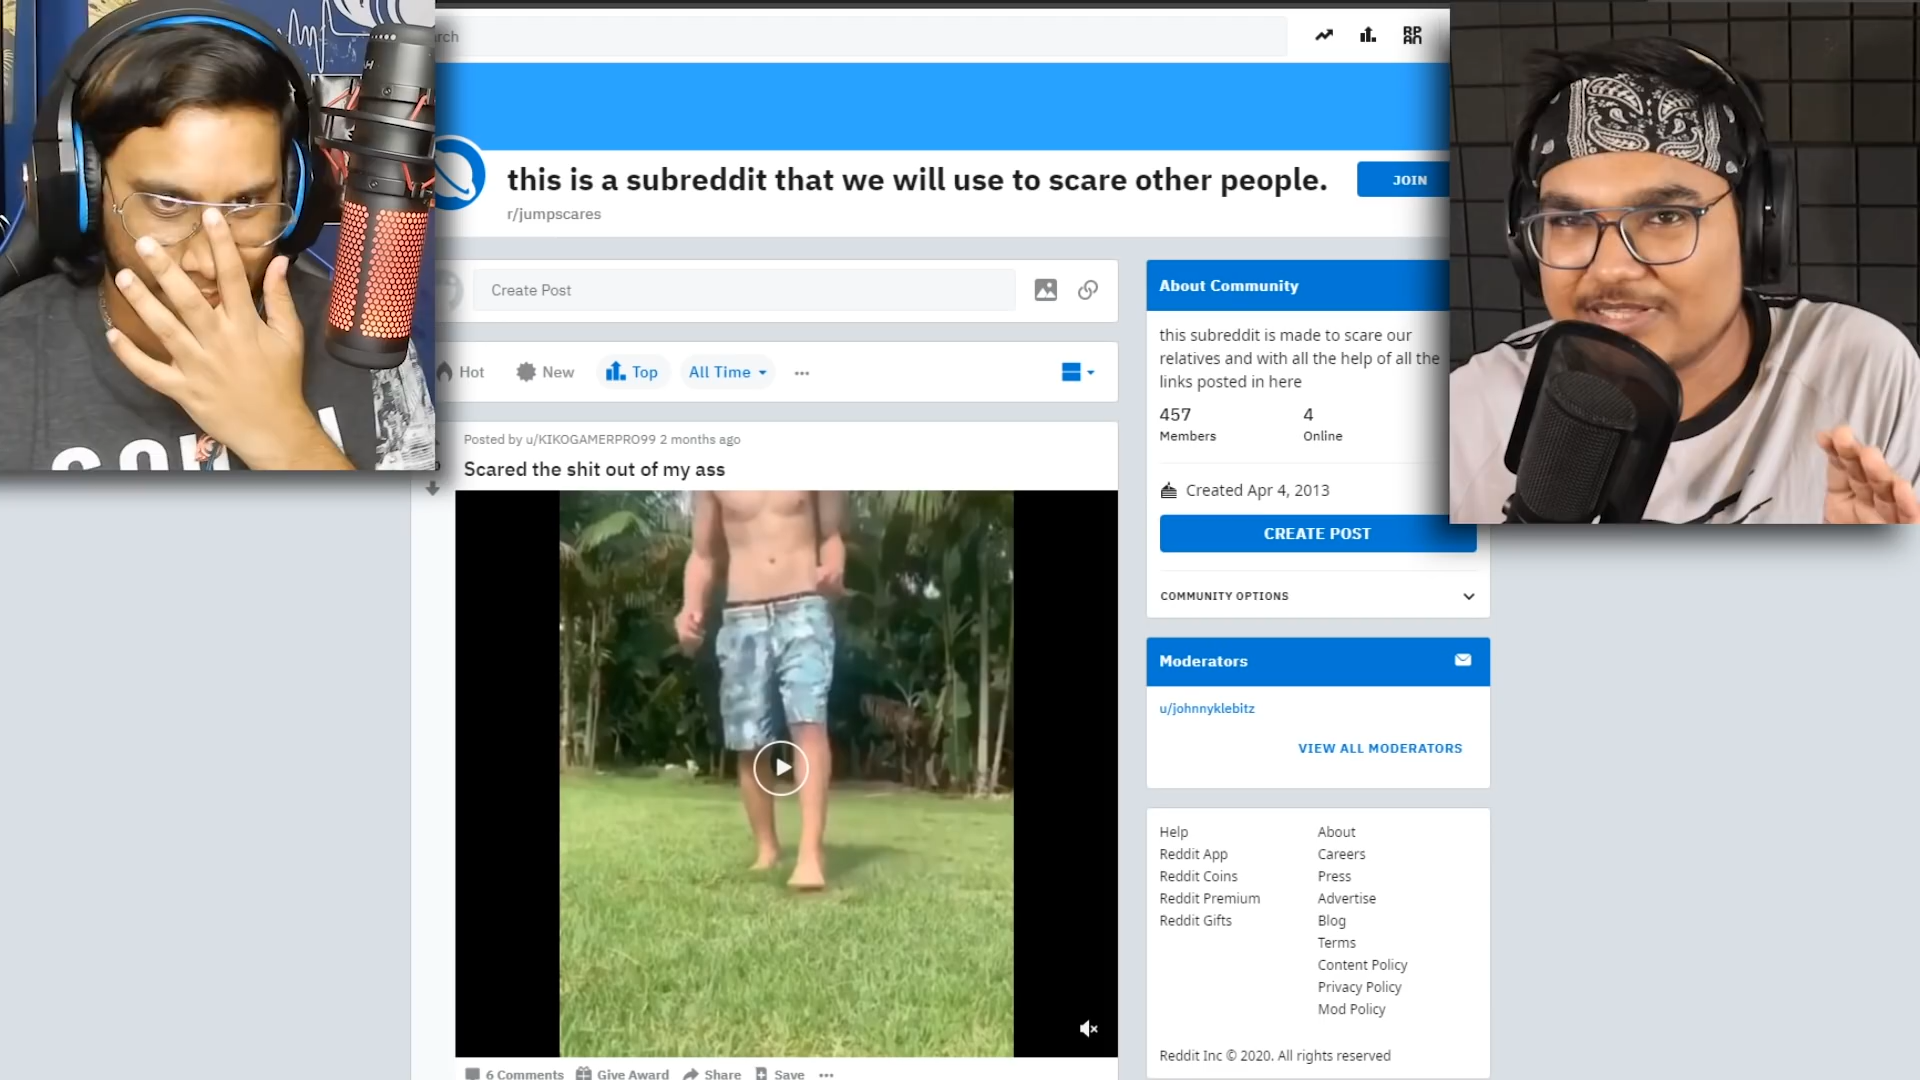 arch
RPAN
this is a subreddit that we will use to scare other people.
JOIN
r/jumpscares
Create Post
Hot
New
Top
All Time
About Community
this subreddit is made to scare our
relatives and with all the help of all the
links posted in here
457
4
Members
Online
Created Apr 4, 2013
CREATE POST
COMMUNITY OPTIONS
Posted by u/KIKOGAMERPRO99 2 months ago
Scared the shit out of my ass
Moderators
u/johnnyklebitz
VIEW ALL MODERATORS
Help
About
Reddit App
Careers
Reddit Coins
Press
Reddit Premium
Advertise
Reddit Gifts
Blog
Terms
Content Policy
Privacy Policy
Mod Policy
Reddit Inc © 2020. All rights reserved
6 Comments
Give Award
Share
Save